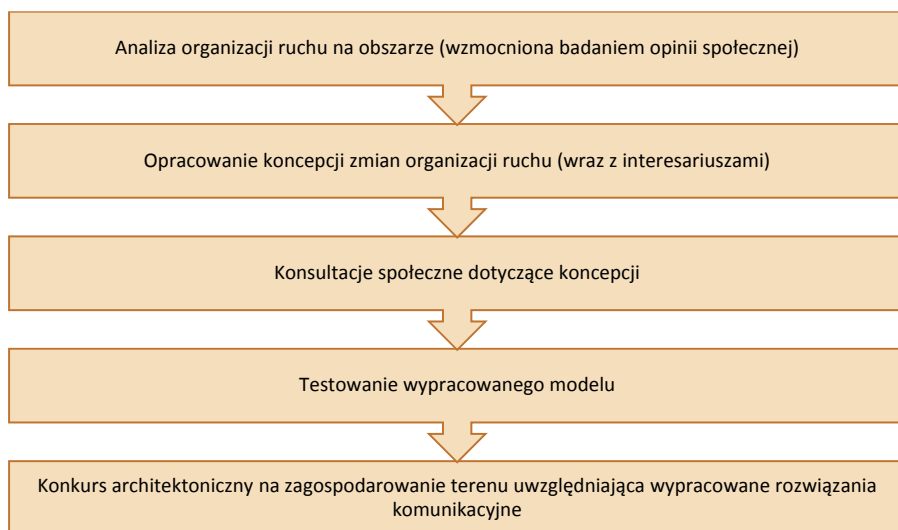 Analiza organizacji ruchu na obszarze (wzmocniona badaniem opinii społecznej)
Opracowanie koncepcji zmian organizacji ruchu (wraz z interesariuszami)
Konsultacje społeczne dotyczące koncepcji
Testowanie wypracowanego modelu
Konkurs architektoniczny na zagospodarowanie terenu uwzględniająca wypracowane rozwiązania
komunikacyjne